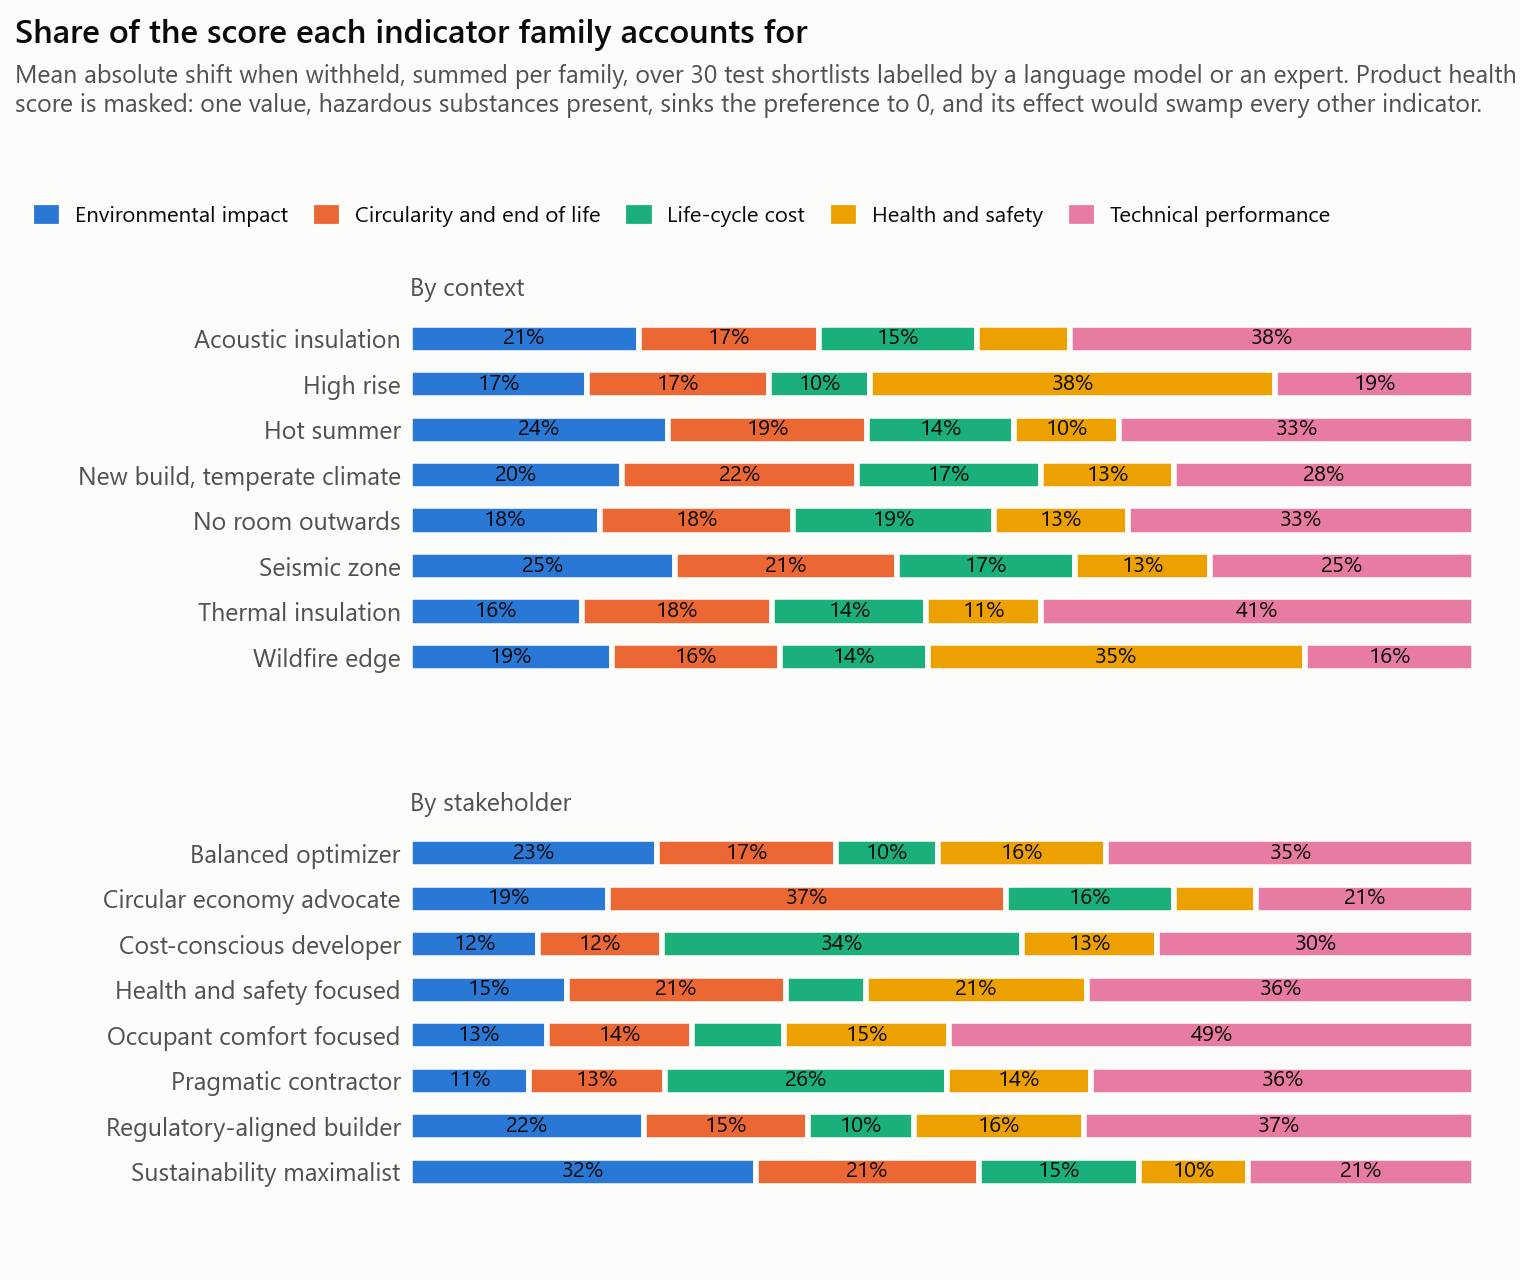 Share of the score each indicator family accounts for
Mean absolute shift when withheld, summed per family, over 30 test shortlists labelled by a language model or an expert. Product health
score is masked: one value, hazardous substances present, sinks the preference to 0, and its effect would swamp every other indicator.
Environmental impact Circularity and end of life Life-cycle cost Health and safety Technical performance
By context
Acoustic insulation 21% 17% 15% 38%
High rise 17% 17% 10% 38% 19%
Hot summer 24% 19% 14% 10% 33%
New build, temperate climate 20% 22% 17% 13% 28%
No room outwards 18% 18% 19% 13% 33%
Seismic zone 25% 21% 17% 13% 25%
Thermal insulation 16% 18% 14% 11% 41%
Wildfire edge 19% 16% 14% 35% 16%
By stakeholder
Balanced optimizer 23% 17% 10% 16% 35%
Circular economy advocate 19% 37% 16% 21%
Cost-conscious developer 12% 12% 34% 13% 30%
Health and safety focused 15% 21% 21% 36%
Occupant comfort focused 13% 14% 15% 49%
Pragmatic contractor 11% 13% 26% 14% 36%
Regulatory-aligned builder 22% 15% 10% 16% 37%
Sustainability maximalist 32% 21% 15% 10% 21%